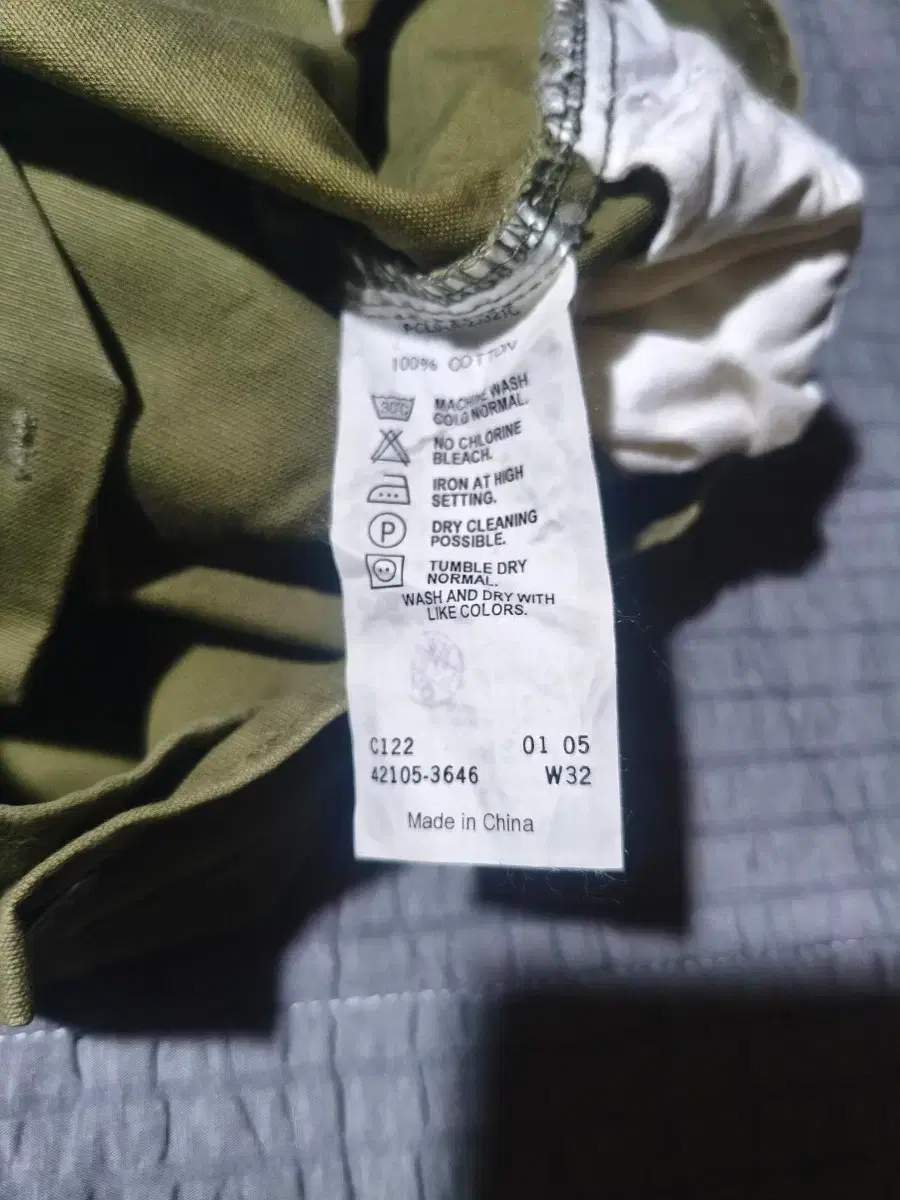 100% COTTON
30C
MACHINE WASH
COLD NORMAL.
NO CHLORINE
BLEACH.
IRON AT HIGH
SETTING.
P
DRY CLEANING
POSSIBLE.
TUMBLE DRY
NORMAL.
WASH AND DRY WITH
LIKE COLORS.
C122 01 05
42105-3646 W32
Made in China